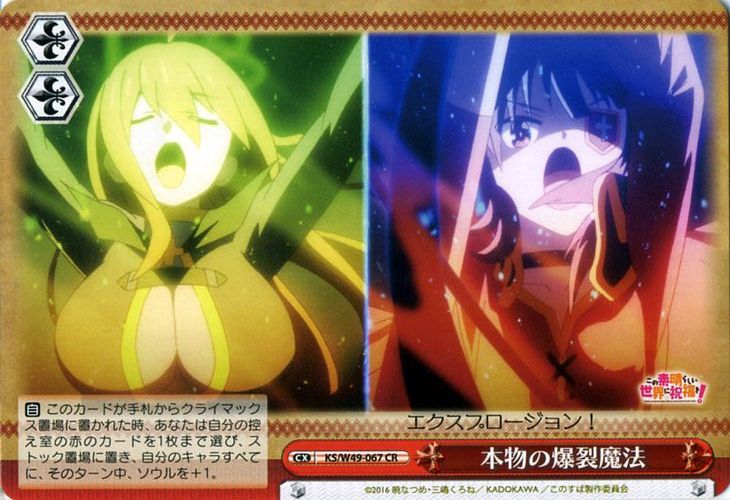 この素晴らしい
世界に祝福を!
自 このカードが手札からクライマック
ス置場に置かれた時、あなたは自分の控
え室の赤のカードを1枚まで選び、ス
トック置場に置き、自分のキャラすべて
に、そのターン中、ソウルを+1。
エクスプロージョン!
CX KS/W49-067 CR 本物の爆裂魔法
©2016 暁なつめ・三嶋くろね/KADOKAWA/このすば製作委員会